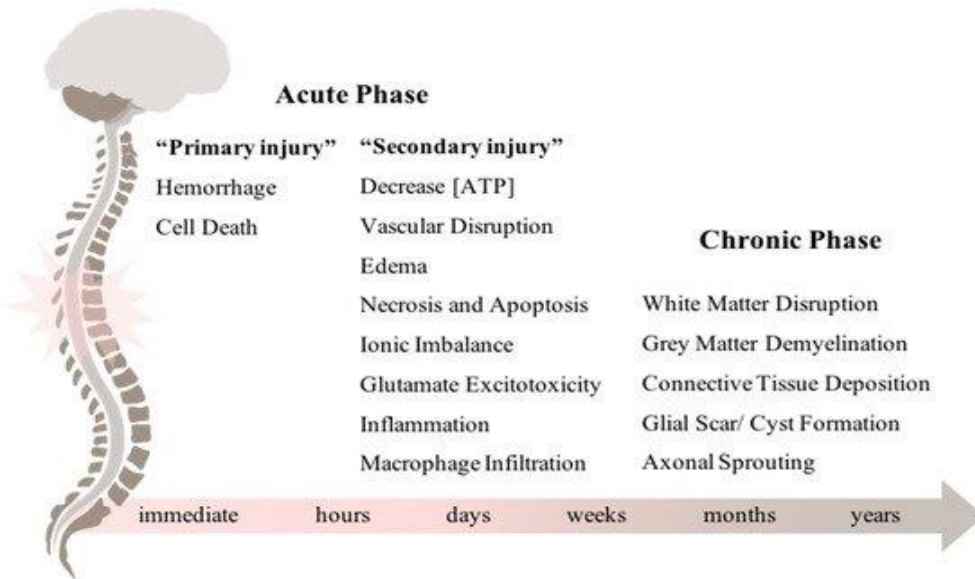 Acute Phase
“Primary injury”
Hemorrhage
Cell Death
“Secondary injury”
Decrease [ATP]
Vascular Disruption
Edema
Necrosis and Apoptosis
Ionic Imbalance
Glutamate Excitotoxicity
Inflammation
Macrophage Infiltration
Chronic Phase
White Matter Disruption
Grey Matter Demyelination
Connective Tissue Deposition
Glial Scar/ Cyst Formation
Axonal Sprouting
immediate hours days weeks months years